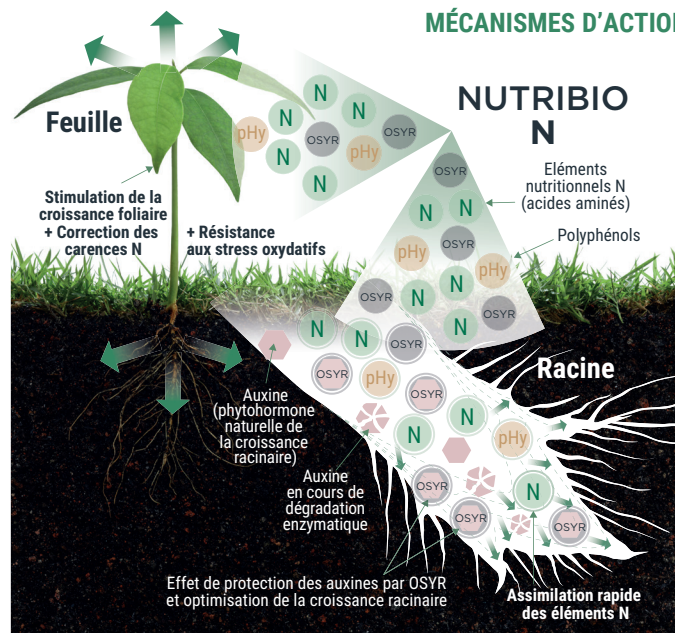 MÉCANISMES D’ACTION
NUTRIBIO
N
Feuille
N
N
N
pHy
OSYR
OSYR
N
pHy
N
Stimulation de la
croissance foliaire
+ Correction des
carences N
+ Résistance
aux stress oxydatifs
OSYR
N
N
OSYR
pHy
pHy
OSYR
N
N
N
OSYR
Eléments
nutritionnels N
(acides aminés)
Polyphénols
Racine
N
N
OSYR
OSYR
pHy
OSYR
N
N
pHy
OSYR
N
OSYR
OSYR
Auxine
(phytohormone
naturelle de
la croissance
racinaire)
Auxine
en cours de
dégradation
enzymatique
Effet de protection des auxines par OSYR
et optimisation de la croissance racinaire
Assimilation rapide
des éléments N